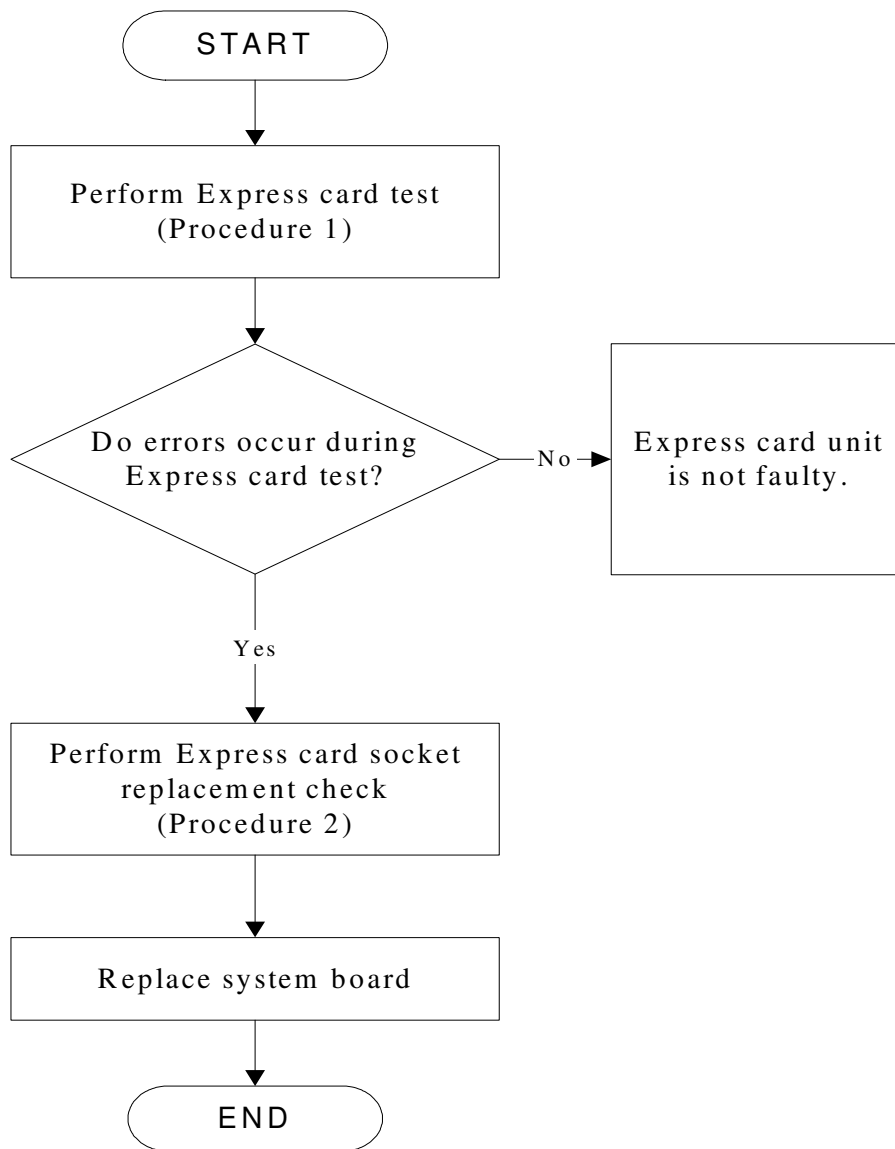 START
Perform Express card test
(Procedure 1)
Do errors occur during
Express card test?
No
Express card unit
is not faulty.
Yes
Perform Express card socket
replacement check
(Procedure 2)
Replace system board
END